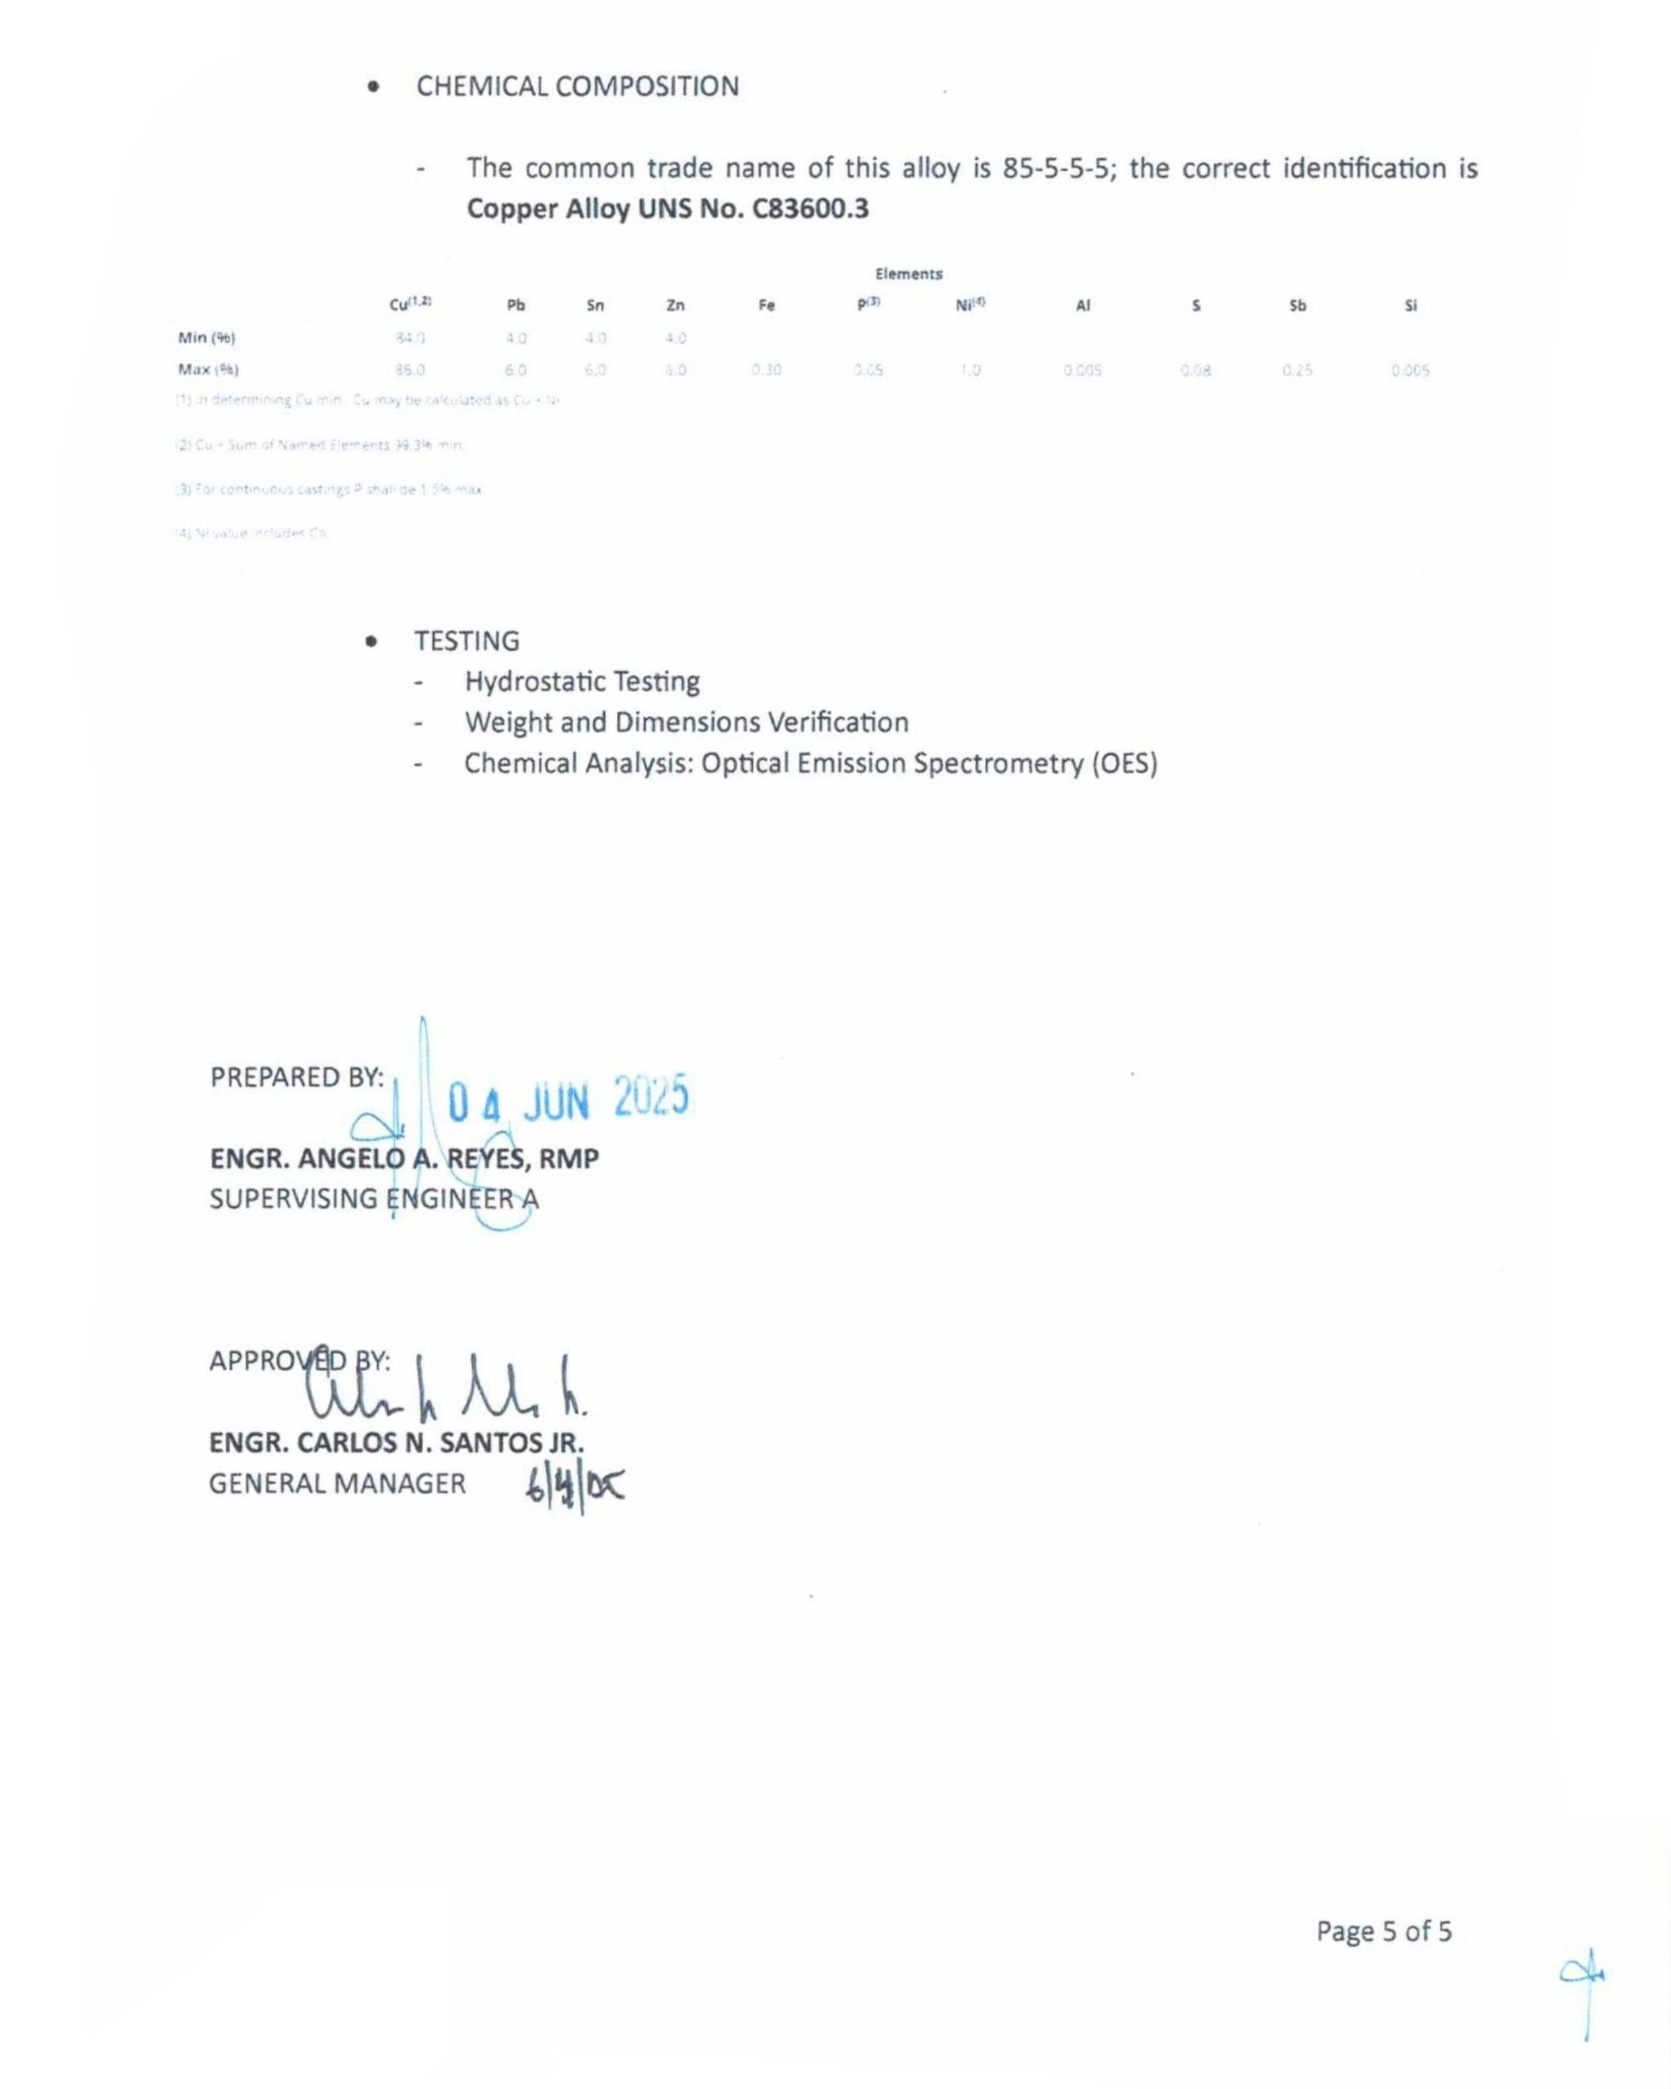 • CHEMICAL COMPOSITION
- The common trade name of this alloy is 85-5-5-5; the correct identification is
Copper Alloy UNS No. C83600.3
Elements
Cu(1,2) Pb Sn Zn Fe P(3) Ni(4) Al S Sb Si
Min (%) 84.0 4.0 4.0 4.0
Max (%) 6.0 6.0 6.0 0.30 0.05 1.0 0.005 0.08 0.25 0.005
(1) In determining Cu min. Cu may be calculated as Cu + Ni
(2) Cu + Sum of Named Elements min.
(3) For continuous castings P shall be 1.5% max.
(4) Ni value includes Co.
• TESTING
- Hydrostatic Testing
- Weight and Dimensions Verification
- Chemical Analysis: Optical Emission Spectrometry (OES)
PREPARED BY:
04 JUN 2025
ENGR. ANGELO A. REYES, RMP
SUPERVISING ENGINEER A
APPROVED BY:
ENGR. CARLOS N. SANTOS JR.
GENERAL MANAGER
Page 5 of 5